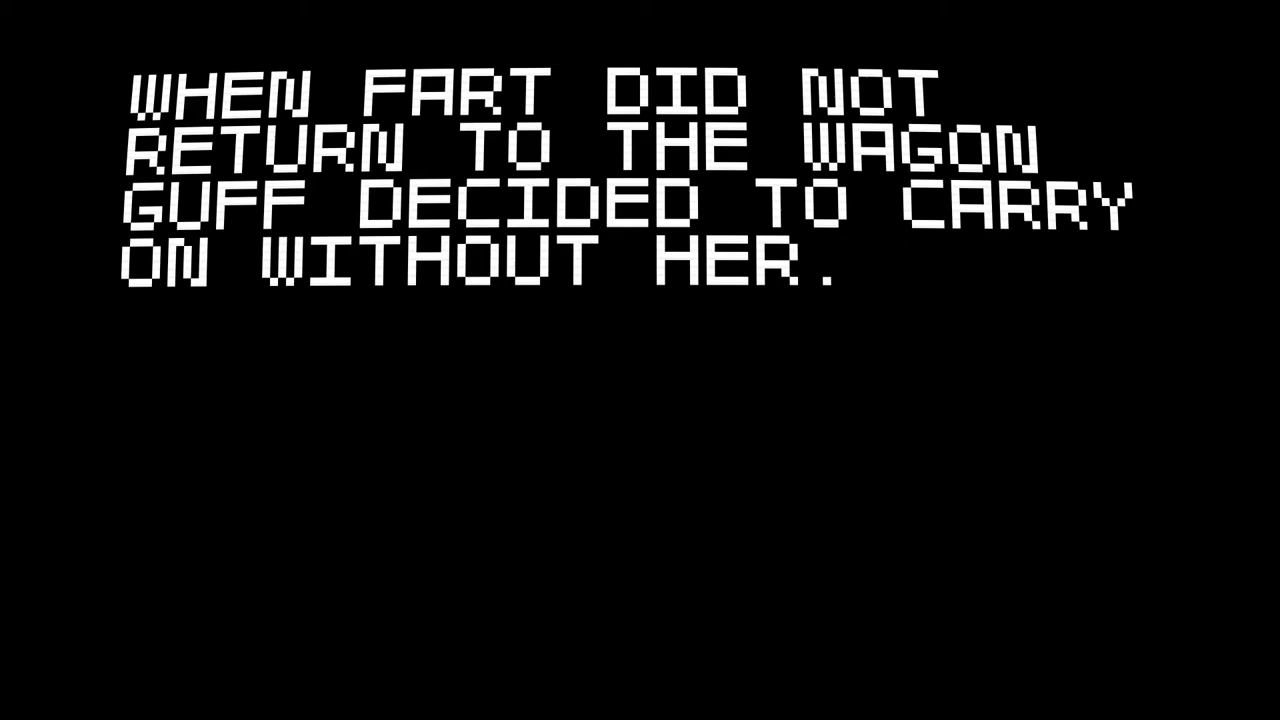 WHEN FART DID NOT
RETURN TO THE WAGON
GUFF DECIDED TO CARRY
ON WITHOUT HER.